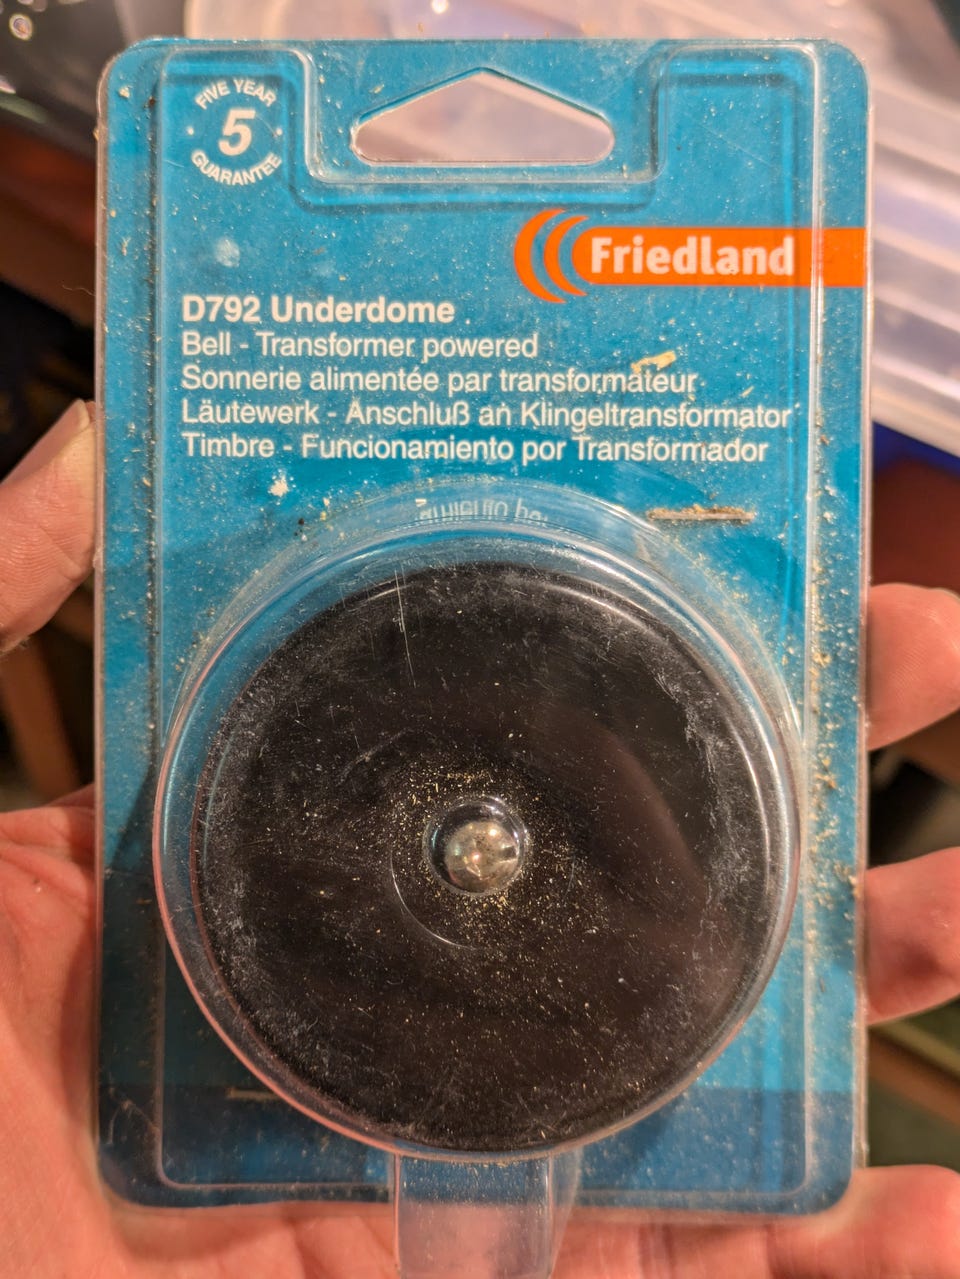 FIVE YEAR
5
GUARANTEE
Friedland
D792 Underdome
Bell - Transformer powered
Sonnerie alimentée par transformateur
Läutewerk - Anschluß an Klingeltransformator
Timbre - Funcionamiento por Transformador